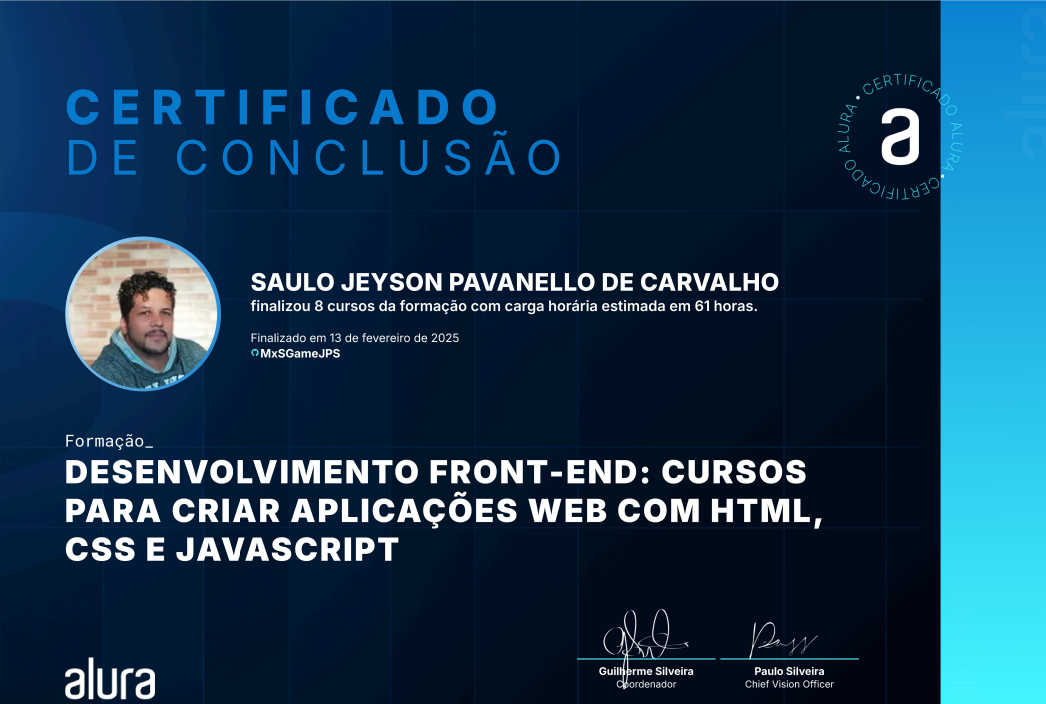 CERTIFICADO
DE CONCLUSÃO
CERTIFICADO ALURA • CERTIFICADO ALURA •
a
SAULO JEYSON PAVANELLO DE CARVALHO
finalizou 8 cursos da formação com carga horária estimada em 61 horas.
Finalizado em 13 de fevereiro de 2025
MxSGameJPS
Formação_
DESENVOLVIMENTO FRONT-END: CURSOS
PARA CRIAR APLICAÇÕES WEB COM HTML,
CSS E JAVASCRIPT
Guilherme Silveira
Coordenador
Paulo Silveira
Chief Vision Officer
alura